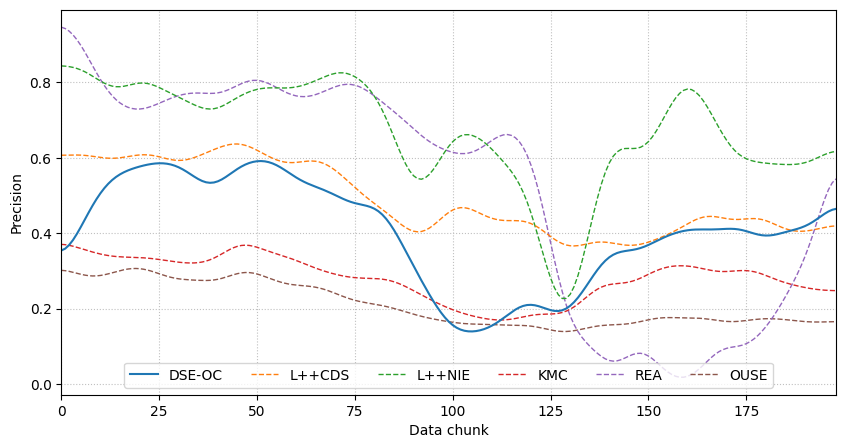 Precision
0.8
0.6
0.4
0.2
0.0
DSE-OC L++CDS L++NIE KMC REA OUSE
0 25 50 75 100 125 150 175
Data chunk